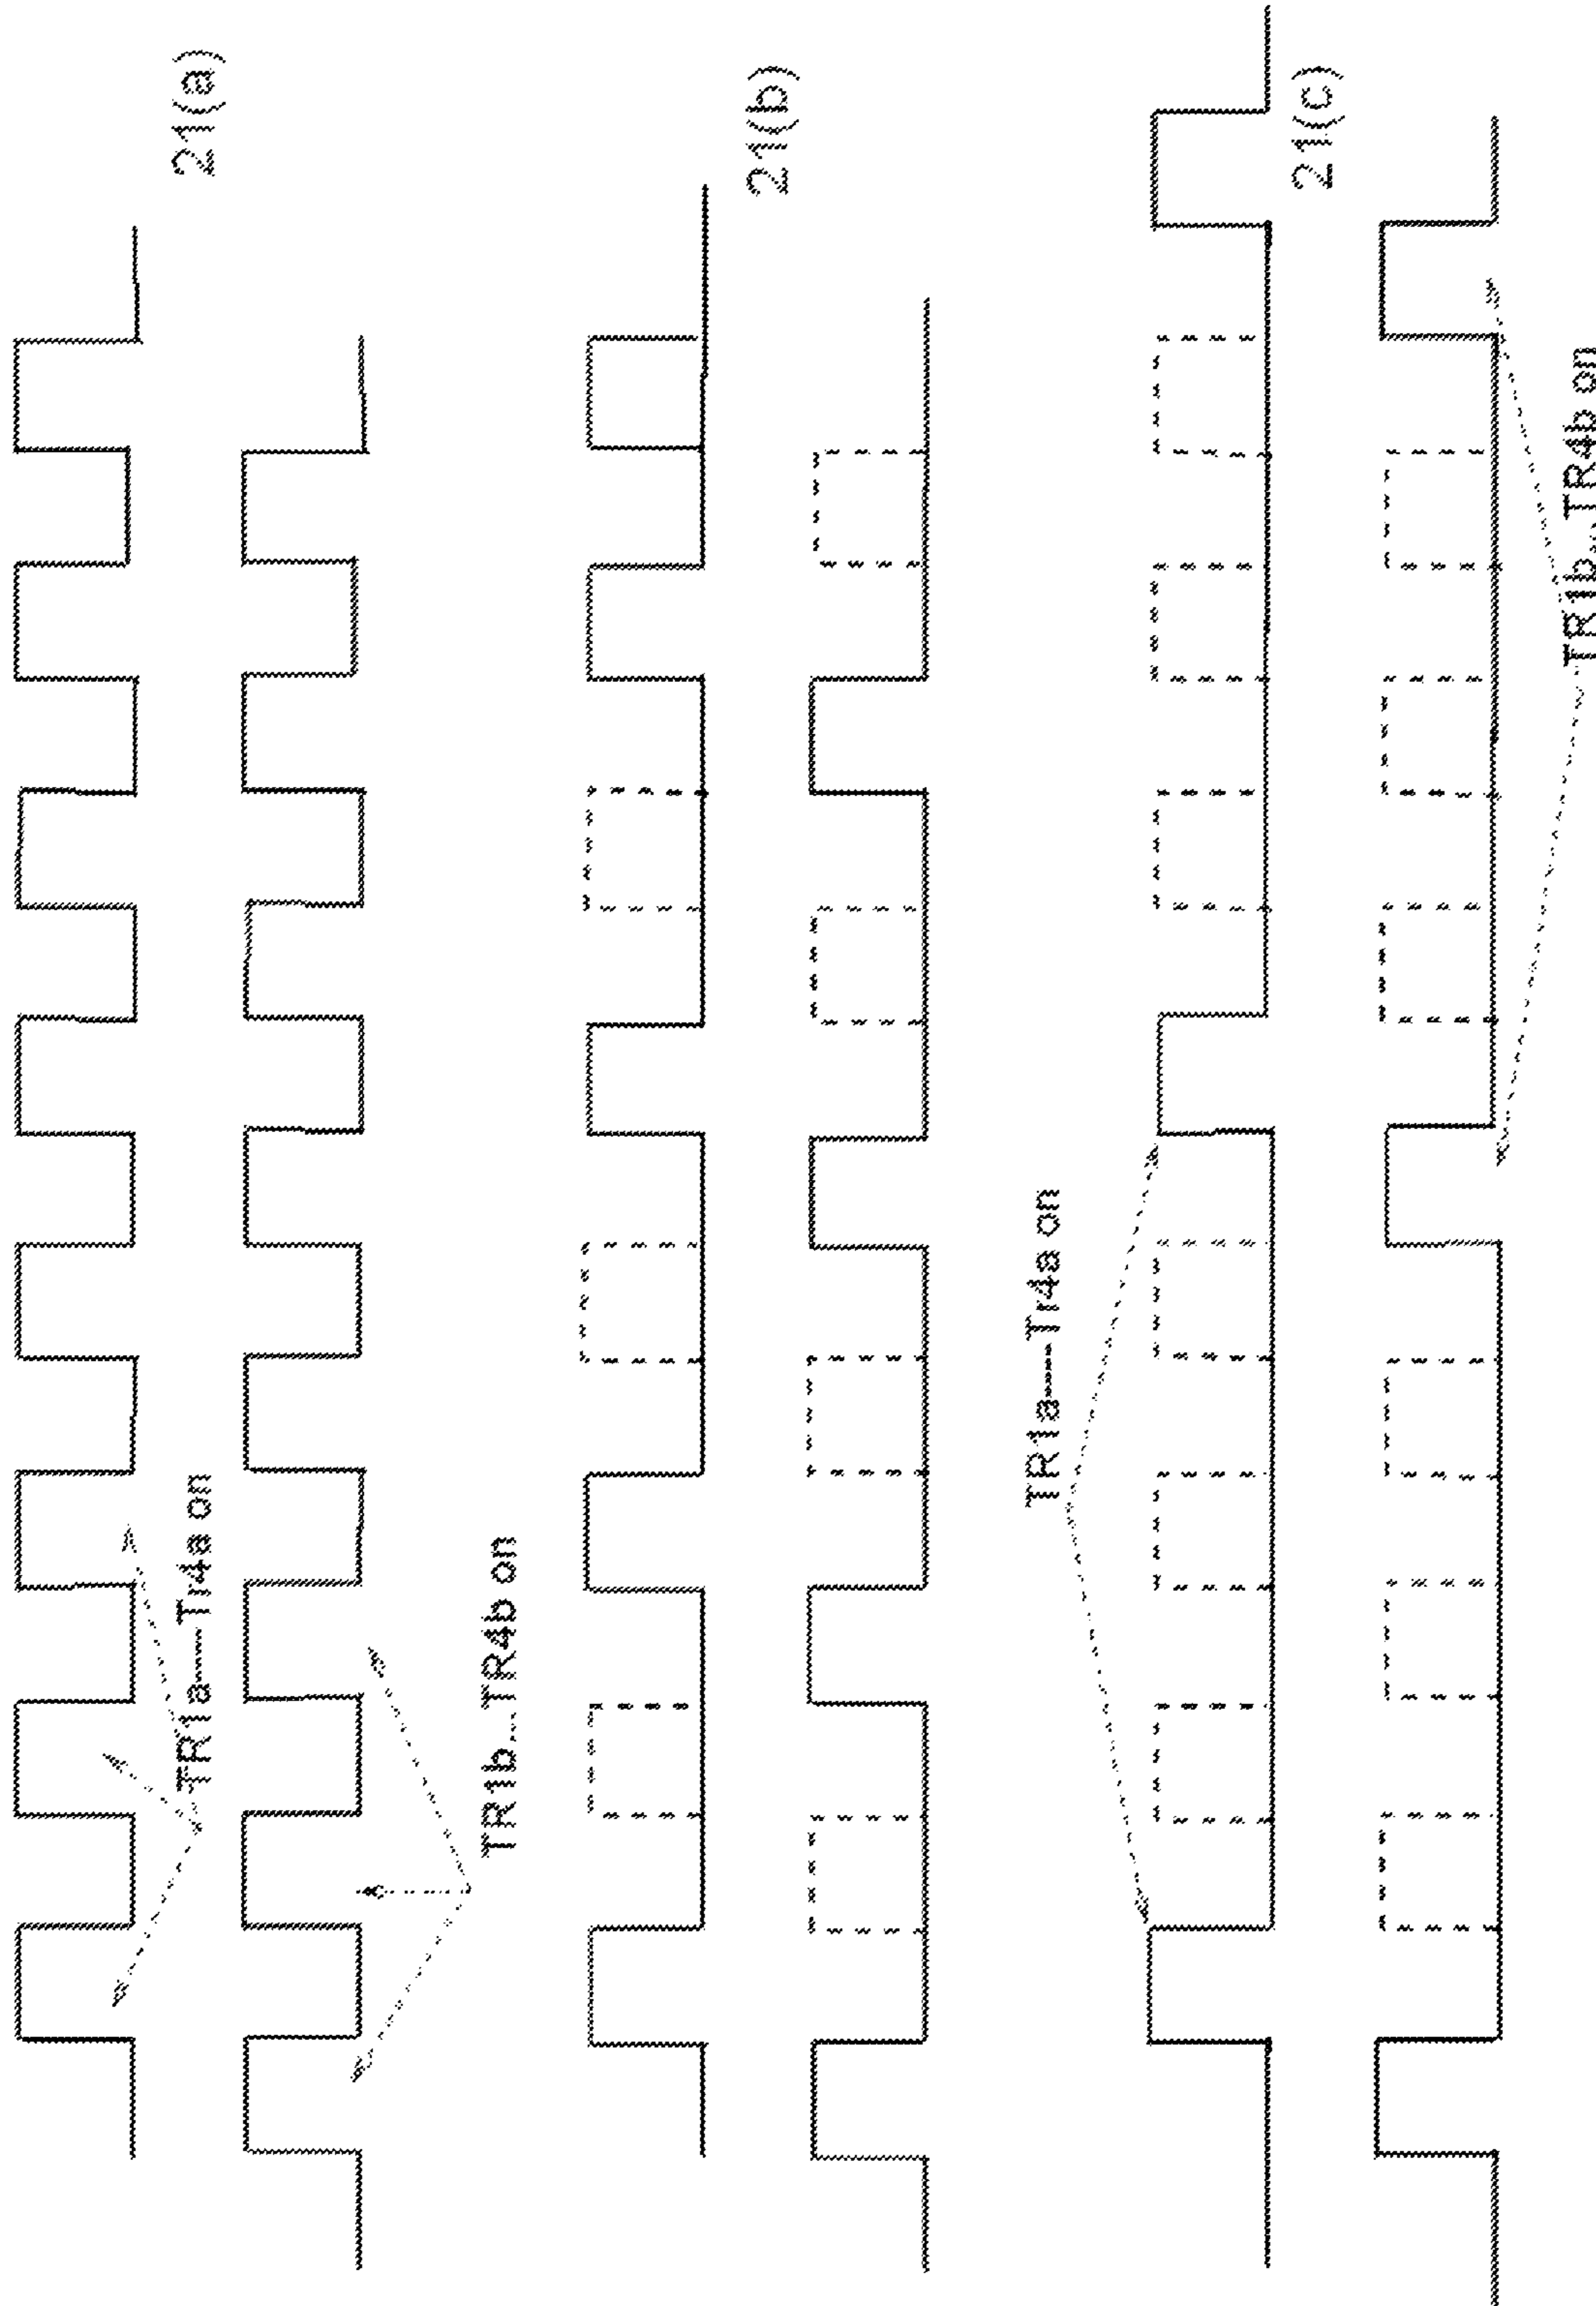 21(a)
TR1a---Tr4a on
TR1b...TR4b on
21(b)
TR1a---Tr4a on
21(c)
TR1b...TR4b on